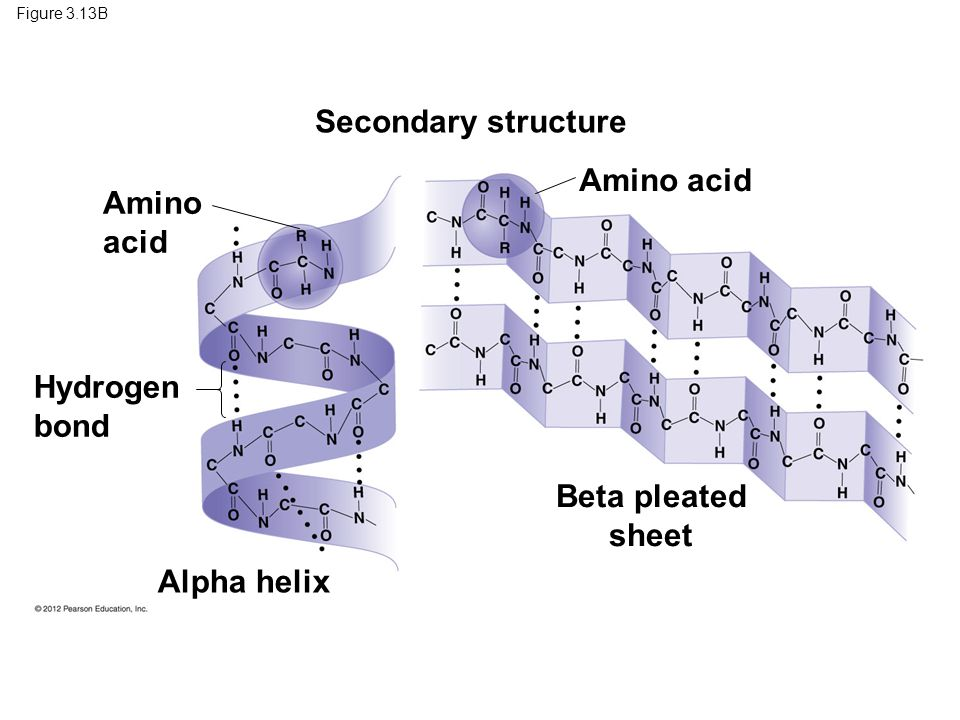 Figure 3.13B
Secondary structure
Amino acid
Amino
acid
Hydrogen
bond
Beta pleated
sheet
Alpha helix
© 2012 Pearson Education, Inc.